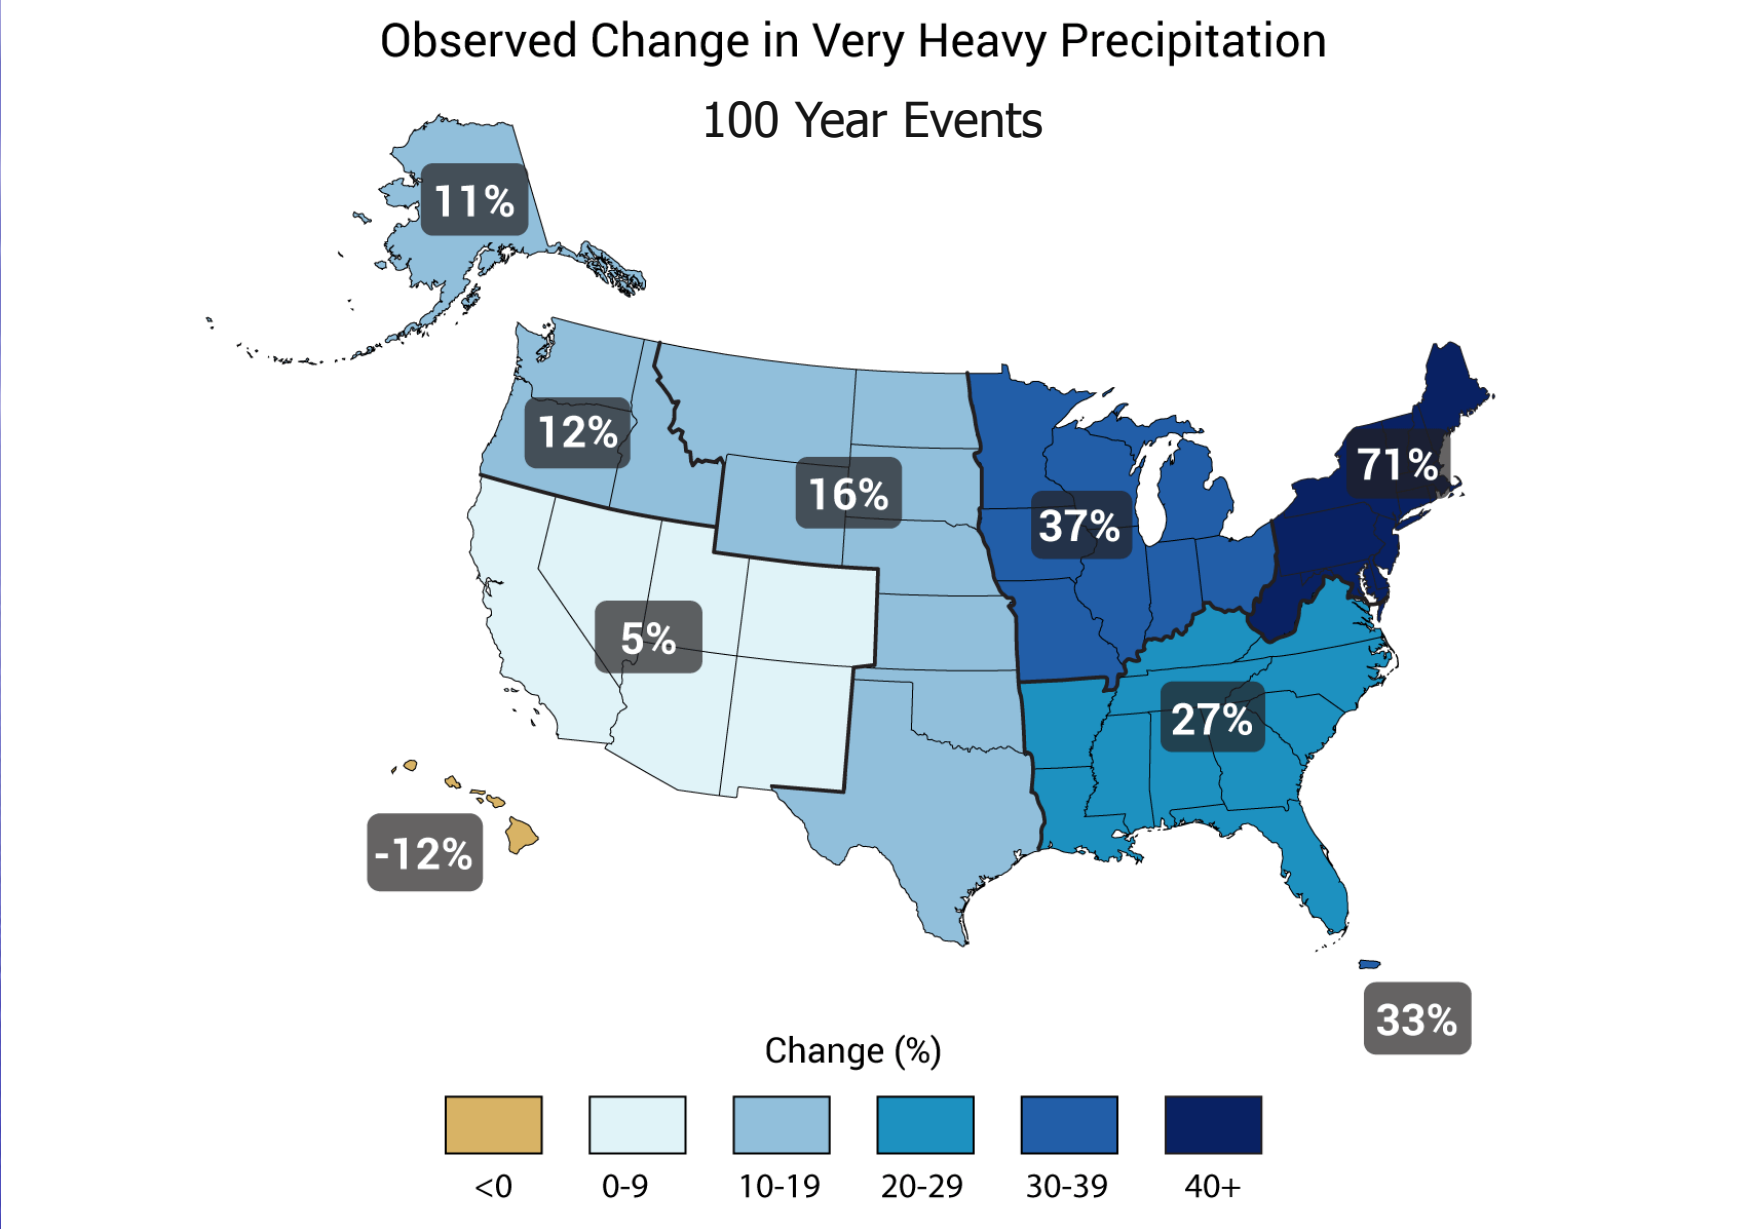 Observed Change in Very Heavy Precipitation
100 Year Events
11%
12%
16%
71%
37%
5%
27%
-12%
33%
Change (%)
<0 0-9 10-19 20-29 30-39 40+